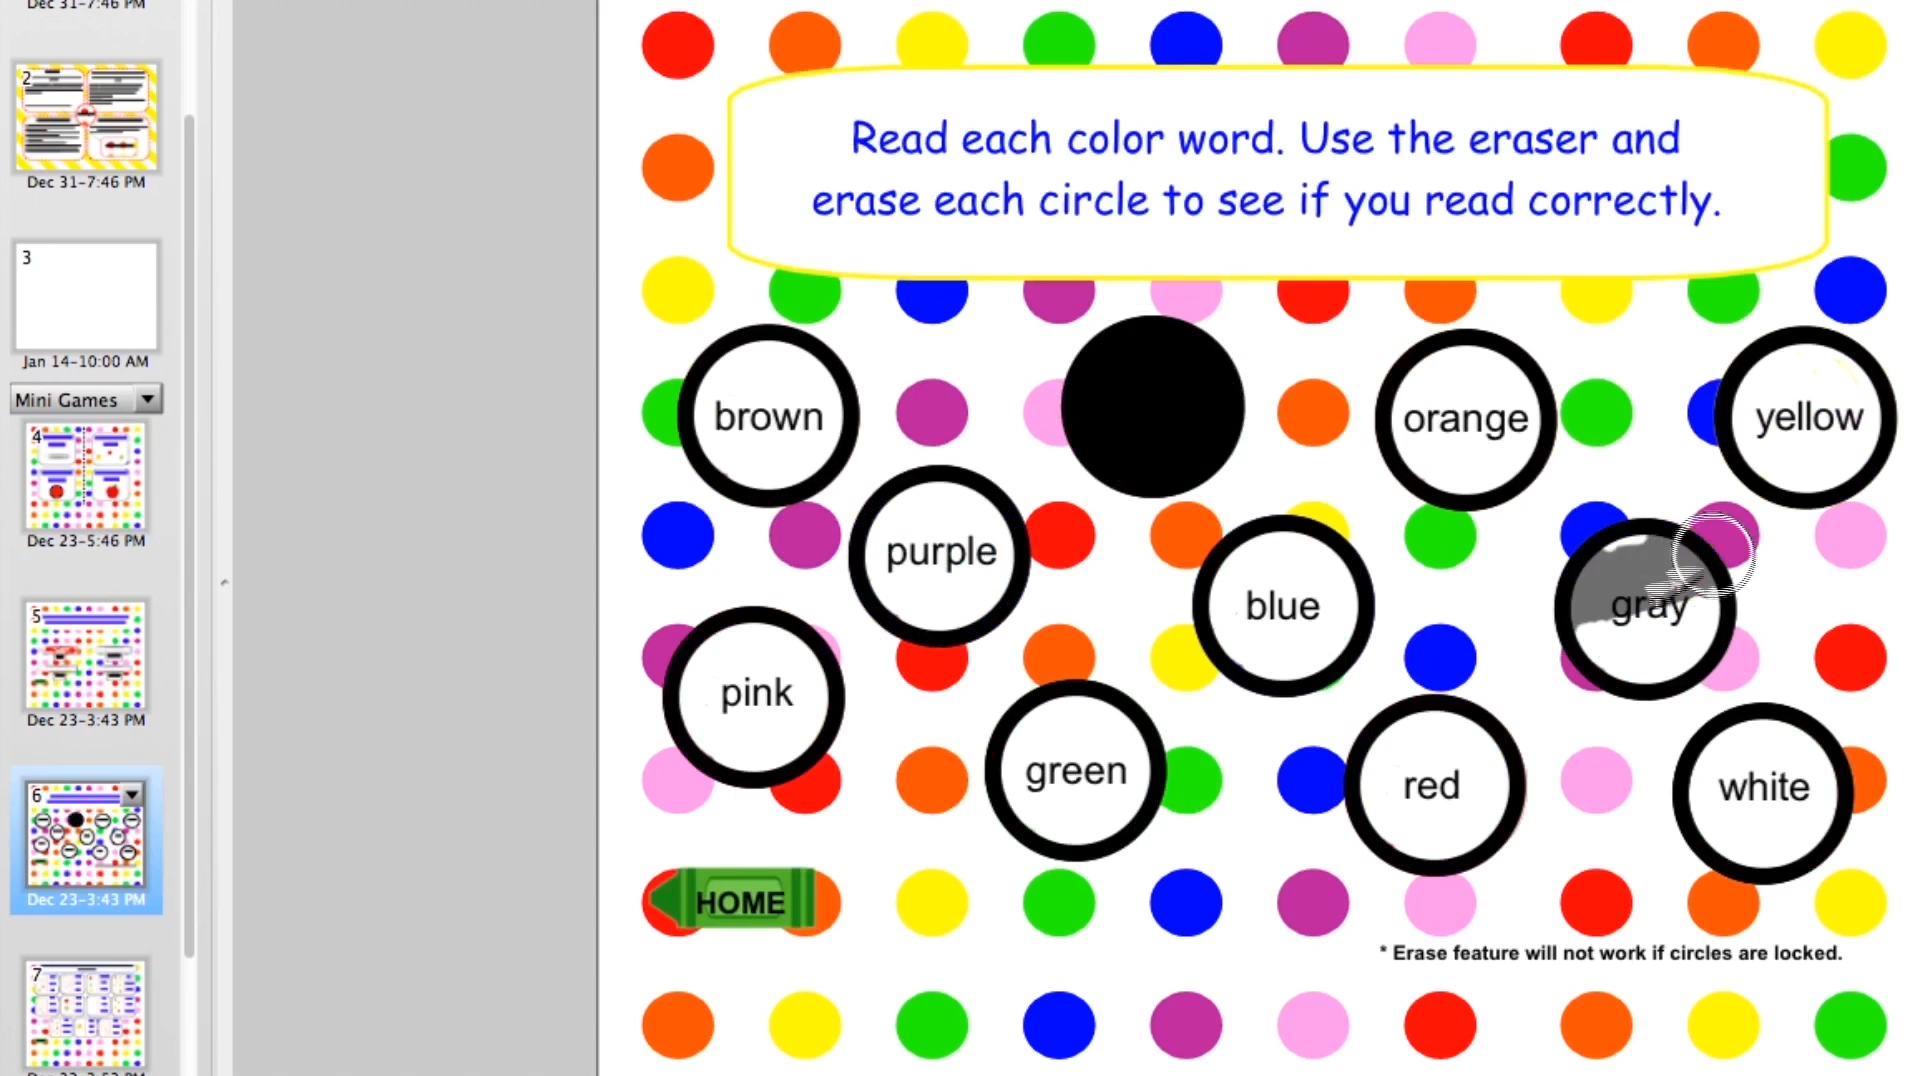 Dec 31-7:46 PM
2
Dec 31-7:46 PM
3
Jan 14-10:00 AM
Mini Games
4
Dec 23-5:46 PM
5
Dec 23-3:43 PM
6
Dec 23-3:43 PM
7
Read each color word. Use the eraser and
erase each circle to see if you read correctly.
brown
orange
yellow
purple
blue
gray
pink
green
red
white
HOME
* Erase feature will not work if circles are locked.